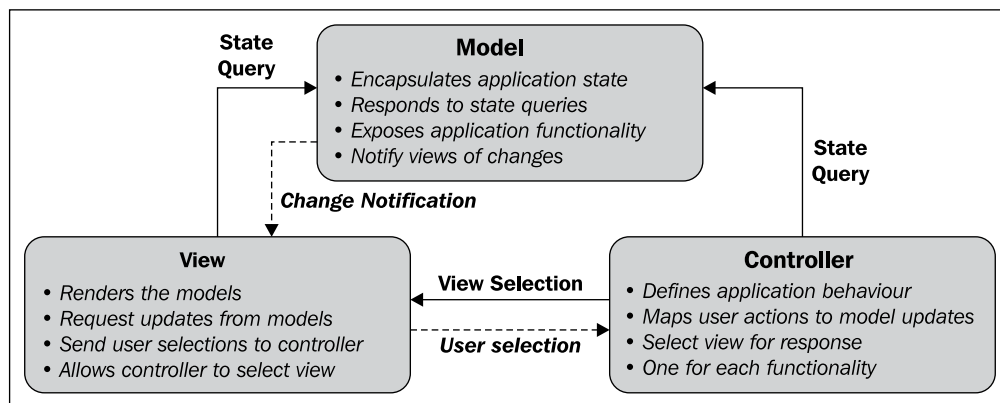 Model
• Encapsulates application state
• Responds to state queries
• Exposes application functionality
• Notify views of changes
State
Query
State
Query
Change Notification
View
• Renders the models
• Request updates from models
• Send user selections to controller
• Allows controller to select view
View Selection
User selection
Controller
• Defines application behaviour
• Maps user actions to model updates
• Select view for response
• One for each functionality